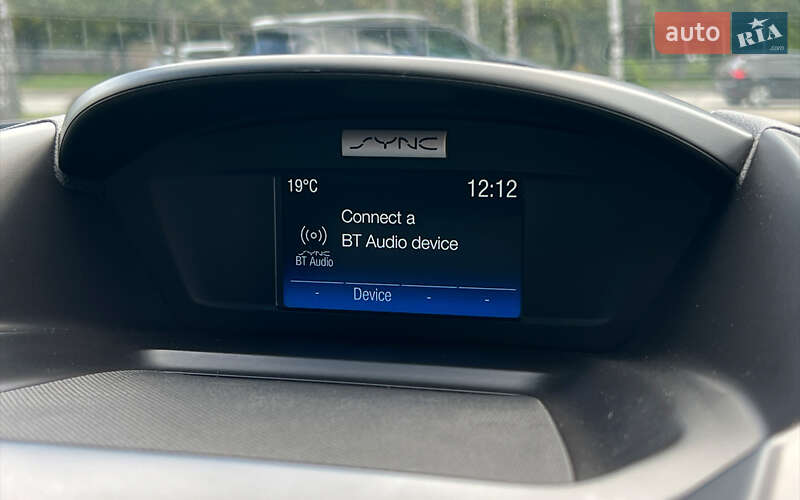 auto RIA.com
SYNC
19°C 12:12
Connect a
BT Audio device
SYNC
BT Audio
- Device - -